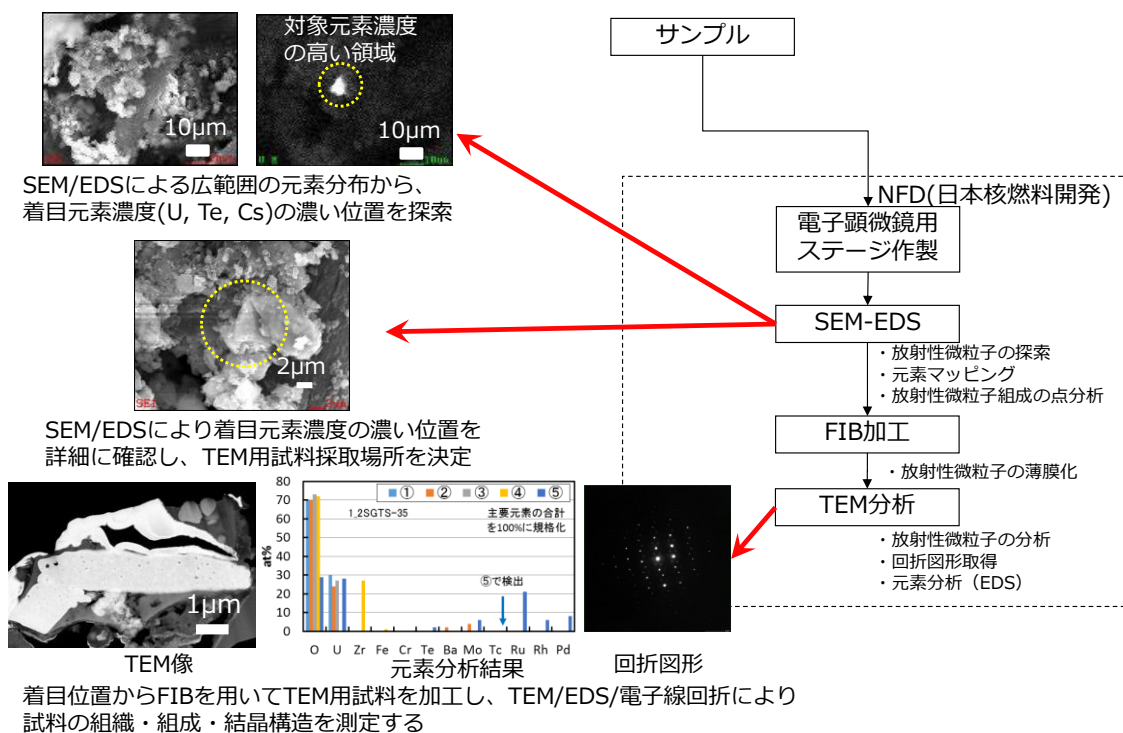 対象元素濃度
の高い領域
10μm
10μm
SEM/EDSによる広範囲の元素分布から、
着目元素濃度(U, Te, Cs)の濃い位置を探索
2μm
SEI
SEM/EDSにより着目元素濃度の濃い位置を
詳細に確認し、TEM用試料採取場所を決定
サンプル
NFD(日本核燃料開発)
電子顕微鏡用
ステージ作製
SEM-EDS
・放射性微粒子の探索
・元素マッピング
・放射性微粒子組成の点分析
FIB加工
・放射性微粒子の薄膜化
TEM分析
・放射性微粒子の分析
・回折図形取得
・元素分析（EDS）
1μm
TEM像
at%
80
70
60
50
40
30
20
10
0
① ② ③ ④ ⑤
1_2SGTS-35
主要元素の合計
を100%に規格化
⑤で検出
O U Zr Fe Cr Te Ba Mo Tc Ru Rh Pd
元素分析結果
回折図形
着目位置からFIBを用いてTEM用試料を加工し、TEM/EDS/電子線回折により
試料の組織・組成・結晶構造を測定する